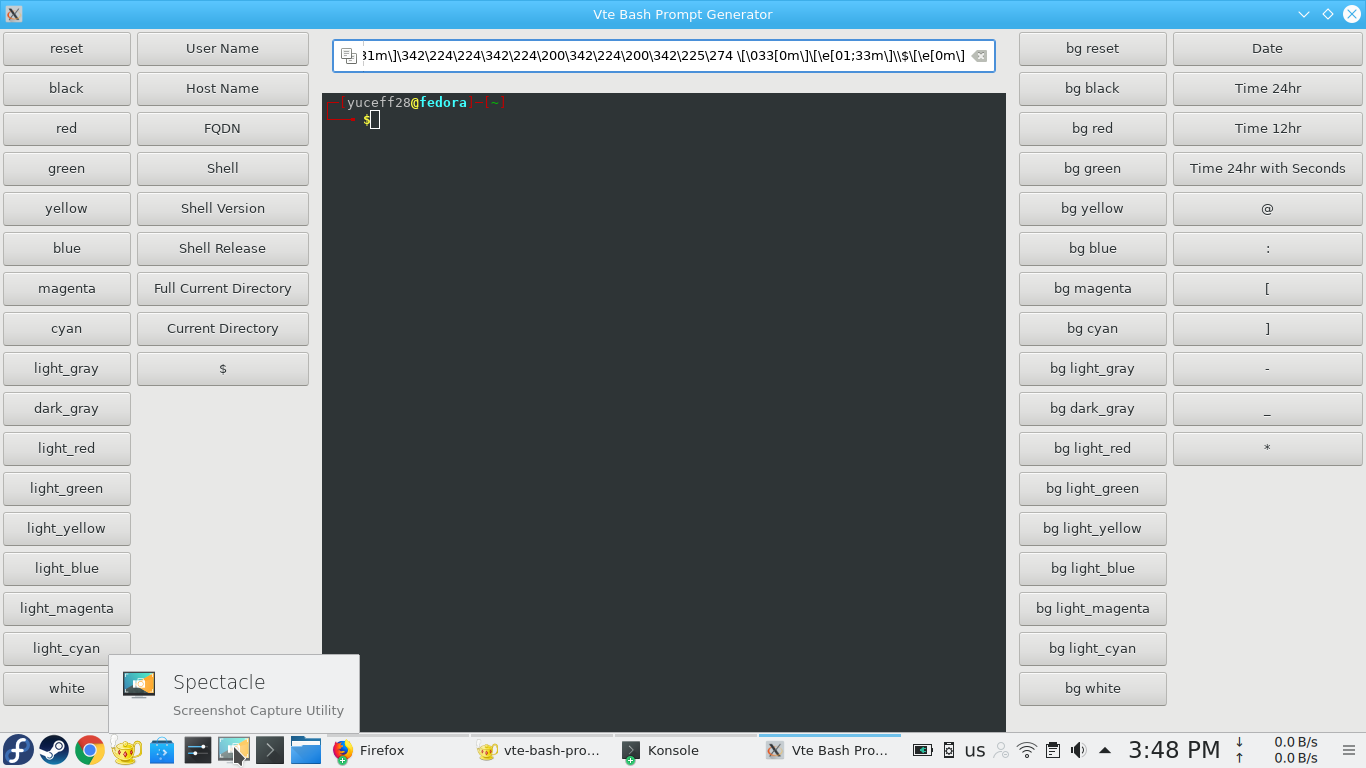 Vte Bash Prompt Generator
reset
User Name
31m\]\342\224\224\342\224\200\342\224\200\342\225\274 \[\033[0m\]\[\e[01;33m\]\\$\[\e[0m\]
bg reset
Date
black
Host Name
bg black
Time 24hr
[yuceff28@fedora]─[~]
$
red
FQDN
bg red
Time 12hr
green
Shell
bg green
Time 24hr with Seconds
yellow
Shell Version
bg yellow
@
blue
Shell Release
bg blue
:
magenta
Full Current Directory
bg magenta
[
cyan
Current Directory
bg cyan
]
light_gray
$
bg light_gray
-
dark_gray
bg dark_gray
_
light_red
bg light_red
*
light_green
bg light_green
light_yellow
bg light_yellow
light_blue
bg light_blue
light_magenta
bg light_magenta
light_cyan
bg light_cyan
white
bg white
Spectacle
Screenshot Capture Utility
Firefox
vte-bash-pro...
Konsole
Vte Bash Pro...
us
3:48 PM
↓ 0.0 B/s
↑ 0.0 B/s